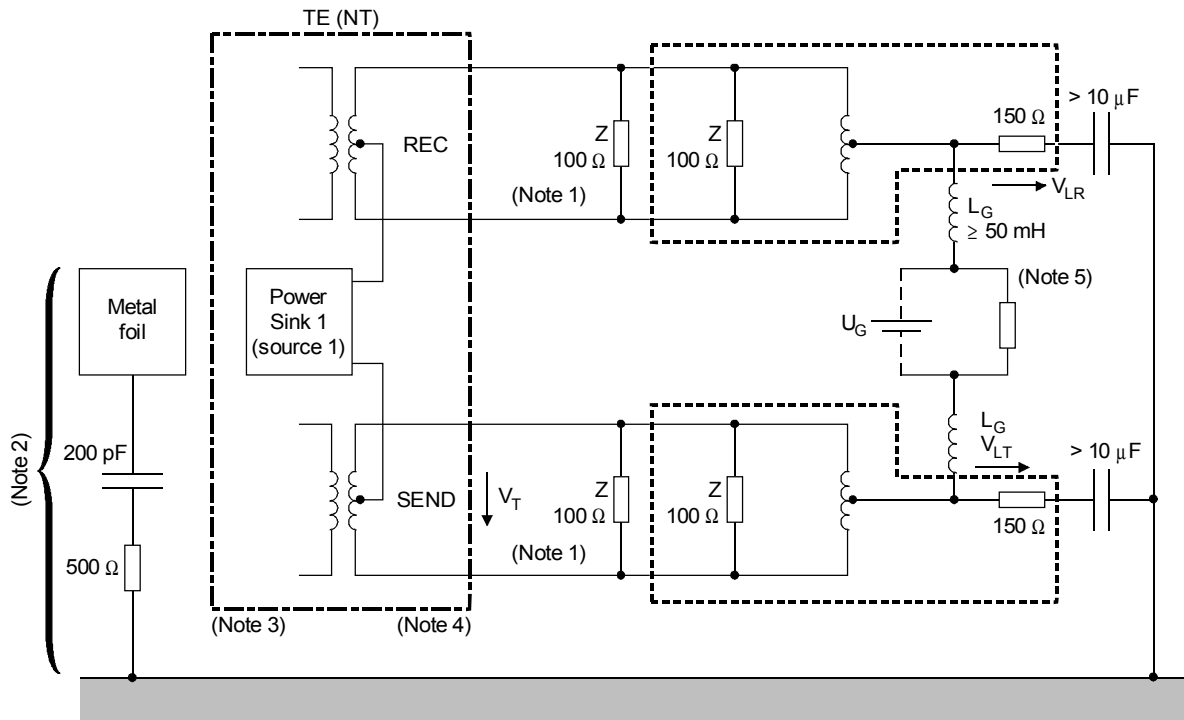 TE (NT)
> 10 μF
150 Ω
REC
Z
100 Ω
Z
100 Ω
(Note 1)
V_LR
L_G
≥ 50 mH
(Note 5)
Metal
foil
Power
Sink 1
(source 1)
U_G
(Note 2)
200 pF
L_G
V_LT
> 10 μF
SEND
V_T
Z
100 Ω
Z
100 Ω
150 Ω
(Note 1)
500 Ω
(Note 3)
(Note 4)